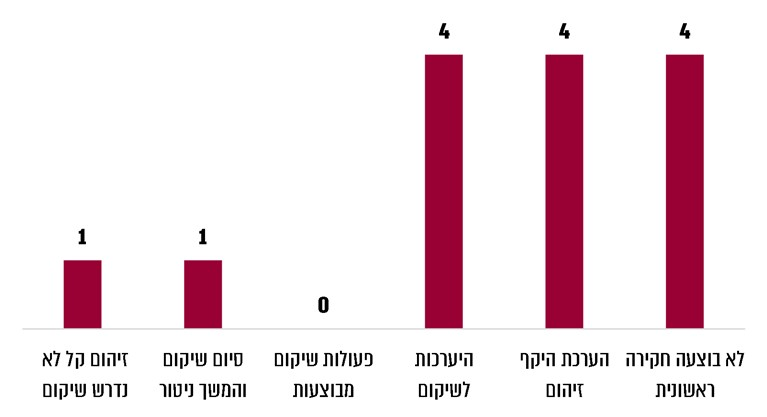 4
4
4
0
1
1
לא בוצעה חקירה
ראשונית
הערכת היקף
זיהום
היערכות
לשיקום
פעולות שיקום
מבוצעות
סיום שיקום
והמשך ניטור
זיהום קל לא
נדרש שיקום